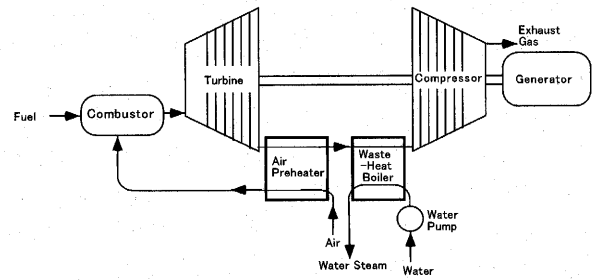 Exhaust
Gas
Turbine
Compressor
Generator
Fuel
Combustor
Air
Preheater
Waste
-Heat
Boiler
Water
Pump
Air
Water Steam
Water